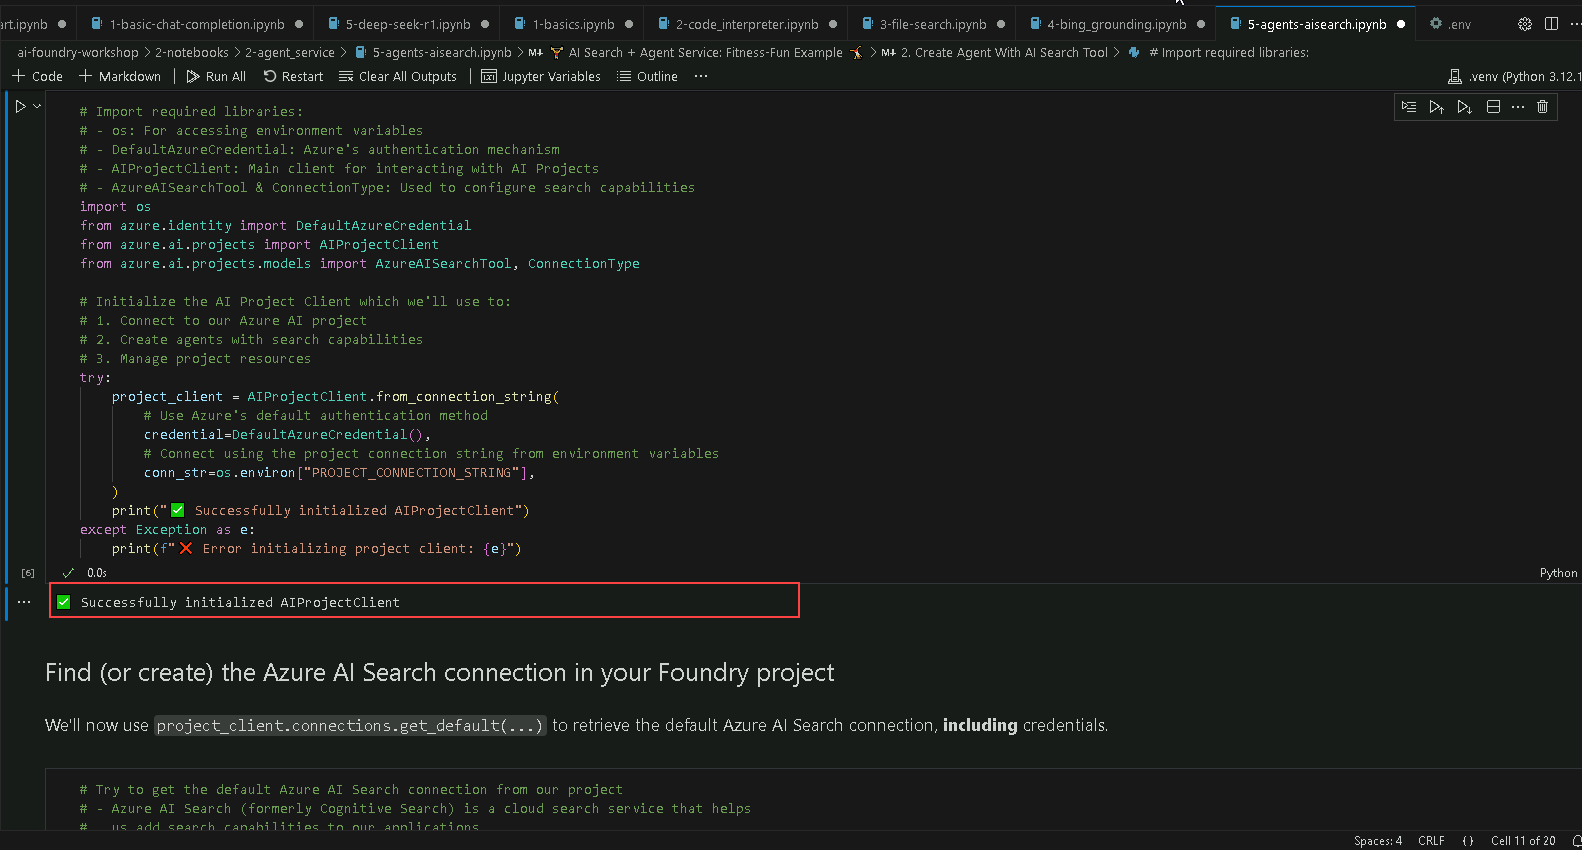 art.ipynb 1-basic-chat-completion.ipynb 5-deep-seek-r1.ipynb 1-basics.ipynb 2-code_interpreter.ipynb 3-file-search.ipynb 4-bing_grounding.ipynb 5-agents-aisearch.ipynb .env
ai-foundry-workshop > 2-notebooks > 2-agent_service > 5-agents-aisearch.ipynb > M↓ 🏋 AI Search + Agent Service: Fitness-Fun Example 🤸 > M↓ 2. Create Agent With AI Search Tool > # Import required libraries:
+ Code + Markdown | Run All Restart Clear All Outputs | Jupyter Variables Outline ··· .venv (Python 3.12.1
# Import required libraries:
# - os: For accessing environment variables
# - DefaultAzureCredential: Azure's authentication mechanism
# - AIProjectClient: Main client for interacting with AI Projects
# - AzureAISearchTool & ConnectionType: Used to configure search capabilities
import os
from azure.identity import DefaultAzureCredential
from azure.ai.projects import AIProjectClient
from azure.ai.projects.models import AzureAISearchTool, ConnectionType
# Initialize the AI Project Client which we'll use to:
# 1. Connect to our Azure AI project
# 2. Create agents with search capabilities
# 3. Manage project resources
try:
project_client = AIProjectClient.from_connection_string(
# Use Azure's default authentication method
credential=DefaultAzureCredential(),
# Connect using the project connection string from environment variables
conn_str=os.environ["PROJECT_CONNECTION_STRING"],
)
print("✅ Successfully initialized AIProjectClient")
except Exception as e:
print(f"❌ Error initializing project client: {e}")
[6] ✓ 0.0s Python
··· ✅ Successfully initialized AIProjectClient
Find (or create) the Azure AI Search connection in your Foundry project
We'll now use project_client.connections.get_default(...) to retrieve the default Azure AI Search connection, including credentials.
# Try to get the default Azure AI Search connection from our project
# - Azure AI Search (formerly Cognitive Search) is a cloud search service that helps
# us add search capabilities to our applications
Spaces: 4 CRLF {} Cell 11 of 20